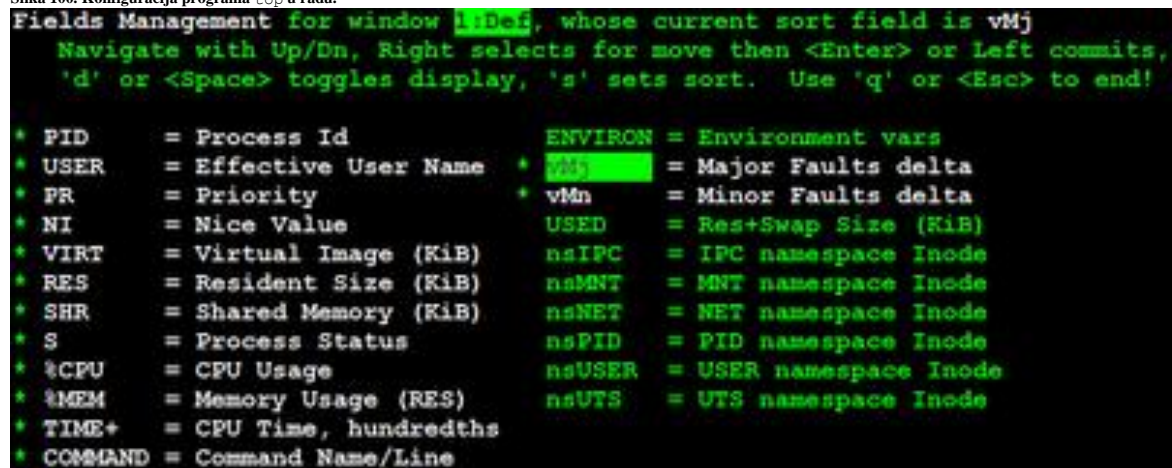 Slika 166. Konfiguracija programa top u radu.
Fields Management for window 1:Def, whose current sort field is vMj
Navigate with Up/Dn, Right selects for move then <Enter> or Left commits,
'd' or <Space> toggles display, 's' sets sort.  Use 'q' or <Esc> to end!
* PID     = Process Id             ENVIRON = Environment vars
* USER    = Effective User Name  * vMj     = Major Faults delta
* PR      = Priority             * vMn     = Minor Faults delta
* NI      = Nice Value             USED    = Res+Swap Size (KiB)
* VIRT    = Virtual Image (KiB)    nsIPC   = IPC namespace Inode
* RES     = Resident Size (KiB)    nsMNT   = MNT namespace Inode
* SHR     = Shared Memory (KiB)    nsNET   = NET namespace Inode
* S       = Process Status         nsPID   = PID namespace Inode
* %CPU    = CPU Usage              nsUSER  = USER namespace Inode
* %MEM    = Memory Usage (RES)     nsUTS   = UTS namespace Inode
* TIME+   = CPU Time, hundredths
* COMMAND = Command Name/Line